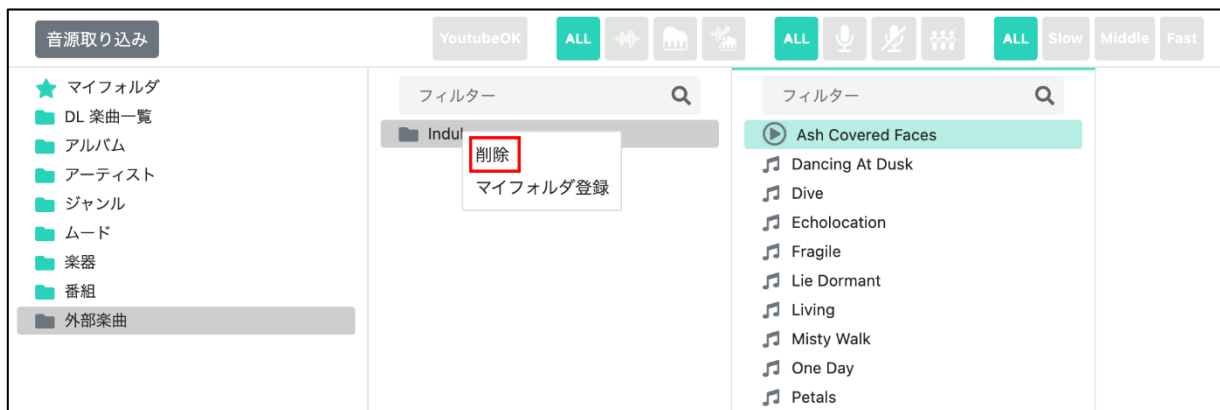 音源取り込み
YoutubeOK
ALL
ALL
ALL
Slow
Middle
Fast
マイフォルダ
DL 楽曲一覧
アルバム
アーティスト
ジャンル
ムード
楽器
番組
外部楽曲
フィルター
Indul
削除
マイフォルダ登録
フィルター
Ash Covered Faces
Dancing At Dusk
Dive
Echolocation
Fragile
Lie Dormant
Living
Misty Walk
One Day
Petals